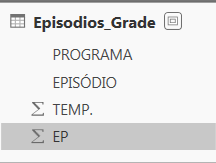 Episodios_Grade
PROGRAMA
EPISÓDIO
∑ TEMP.
∑ EP